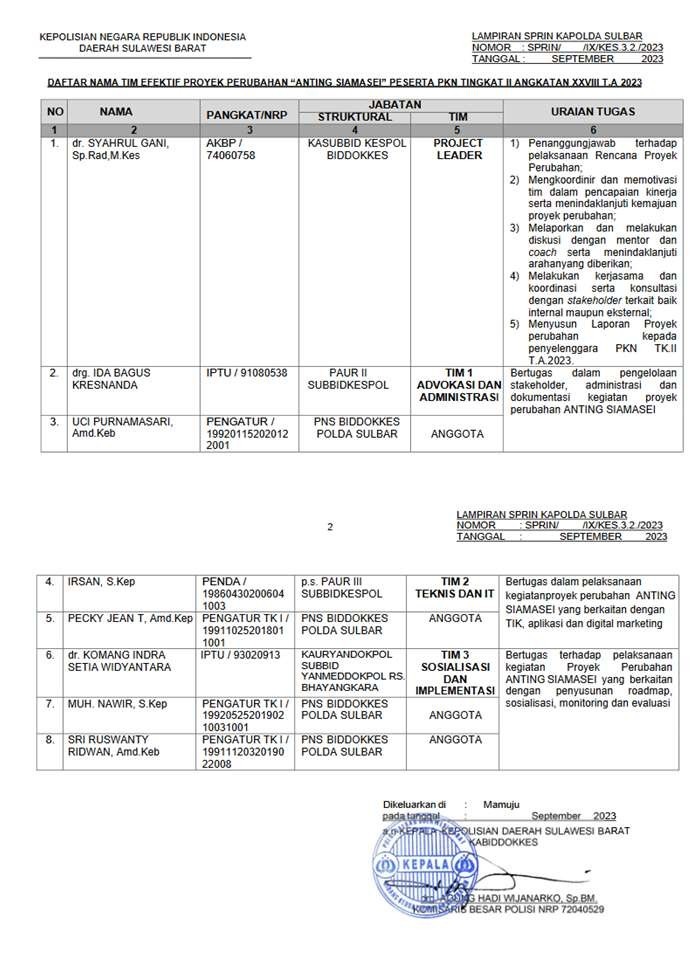 KEPOLISIAN NEGARA REPUBLIK INDONESIA
DAERAH SULAWESI BARAT
LAMPIRAN SPRIN KAPOLDA SULBAR
NOMOR : SPRIN/ /IX/KES.3.2./2023
TANGGAL : SEPTEMBER 2023
DAFTAR NAMA TIM EFEKTIF PROYEK PERUBAHAN “ANTING SIAMASEI” PESERTA PKN TINGKAT II ANGKATAN XXVIII T.A 2023
NO NAMA PANGKAT/NRP JABATAN URAIAN TUGAS
STRUKTURAL TIM
1 2 3 4 5 6
1. dr. SYAHRUL GANI, Sp.Rad,M.Kes
AKBP / 74060758
KASUBBID KESPOL BIDDOKKES
PROJECT LEADER
1) Penanggungjawab terhadap
pelaksanaan Rencana Proyek
Perubahan;
2) Mengkoordinir dan memotivasi
tim dalam pencapaian kinerja
serta menindaklanjuti kemajuan
proyek perubahan;
3) Melaporkan dan melakukan
diskusi dengan mentor dan
coach serta menindaklanjuti
arahanyang diberikan;
4) Melakukan kerjasama dan
koordinasi serta konsultasi
dengan stakeholder terkait baik
internal maupun eksternal;
5) Menyusun Laporan Proyek
perubahan kepada
penyelenggara PKN TK.II
T.A.2023.
2. drg. IDA BAGUS KRESNANDA
IPTU / 91080538
PAUR II SUBBIDKESPOL
TIM 1
ADVOKASI DAN
ADMINISTRASI
Bertugas dalam pengelolaan
stakeholder, administrasi dan
dokumentasi kegiatan proyek
perubahan ANTING SIAMASEI
3. UCI PURNAMASARI, Amd.Keb
PENGATUR /
19920115202012
2001
PNS BIDDOKKES POLDA SULBAR
ANGGOTA
2
LAMPIRAN SPRIN KAPOLDA SULBAR
NOMOR : SPRIN/ /IX/KES.3.2./2023
TANGGAL : SEPTEMBER 2023
4. IRSAN, S.Kep
PENDA /
19860430200604
1003
p.s. PAUR III SUBBIDKESPOL
TIM 2
TEKNIS DAN IT
Bertugas dalam pelaksanaan
kegiatanproyek perubahan ANTING
SIAMASEI yang berkaitan dengan
TIK, aplikasi dan digital marketing
5. PECKY JEAN T, Amd.Kep
PENGATUR TK I /
19911025201801
1001
PNS BIDDOKKES POLDA SULBAR
ANGGOTA
6. dr. KOMANG INDRA SETIA WIDYANTARA
IPTU / 93020913
KAURYANDOKPOL
SUBBID
YANMEDDOKPOL RS.
BHAYANGKARA
TIM 3
SOSIALISASI
DAN
IMPLEMENTASI
Bertugas terhadap pelaksanaan
kegiatan Proyek Perubahan
ANTING SIAMASEI yang berkaitan
dengan penyusunan roadmap,
sosialisasi, monitoring dan evaluasi
7. MUH. NAWIR, S.Kep
PENGATUR TK I /
19920525201902
10031001
PNS BIDDOKKES POLDA SULBAR
ANGGOTA
8. SRI RUSWANTY RIDWAN, Amd.Keb
PENGATUR TK I /
19911120320190
22008
PNS BIDDOKKES POLDA SULBAR
ANGGOTA
Dikeluarkan di : Mamuju
pada tanggal : September 2023
a.n KEPALA KEPOLISIAN DAERAH SULAWESI BARAT
KABIDDOKKES
KEPALA
HADI WIJANARKO, Sp.BM.
KOMISARIS BESAR POLISI NRP 72040529